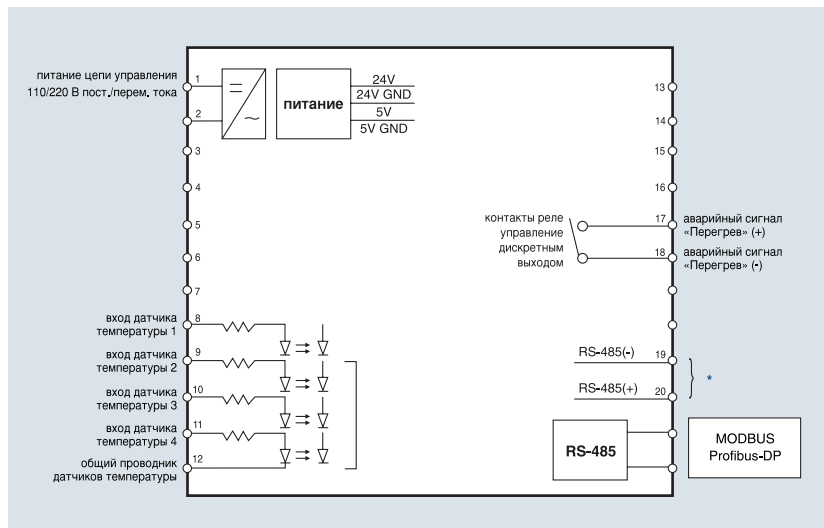 питание цепи управления
110/220 В пост./перем. тока
1
2
3
4
5
6
7
питание
24V
24V GND
5V
5V GND
13
14
15
16
контакты реле
управление
дискретным
выходом
17
18
аварийный сигнал
«Перегрев» (+)
аварийный сигнал
«Перегрев» (-)
вход датчика
температуры 1
8
вход датчика
температуры 2
9
вход датчика
температуры 3
10
вход датчика
температуры 4
11
общий проводник
датчиков температуры
12
RS-485(-)
19
RS-485(+)
20
*
RS-485
MODBUS
Profibus-DP